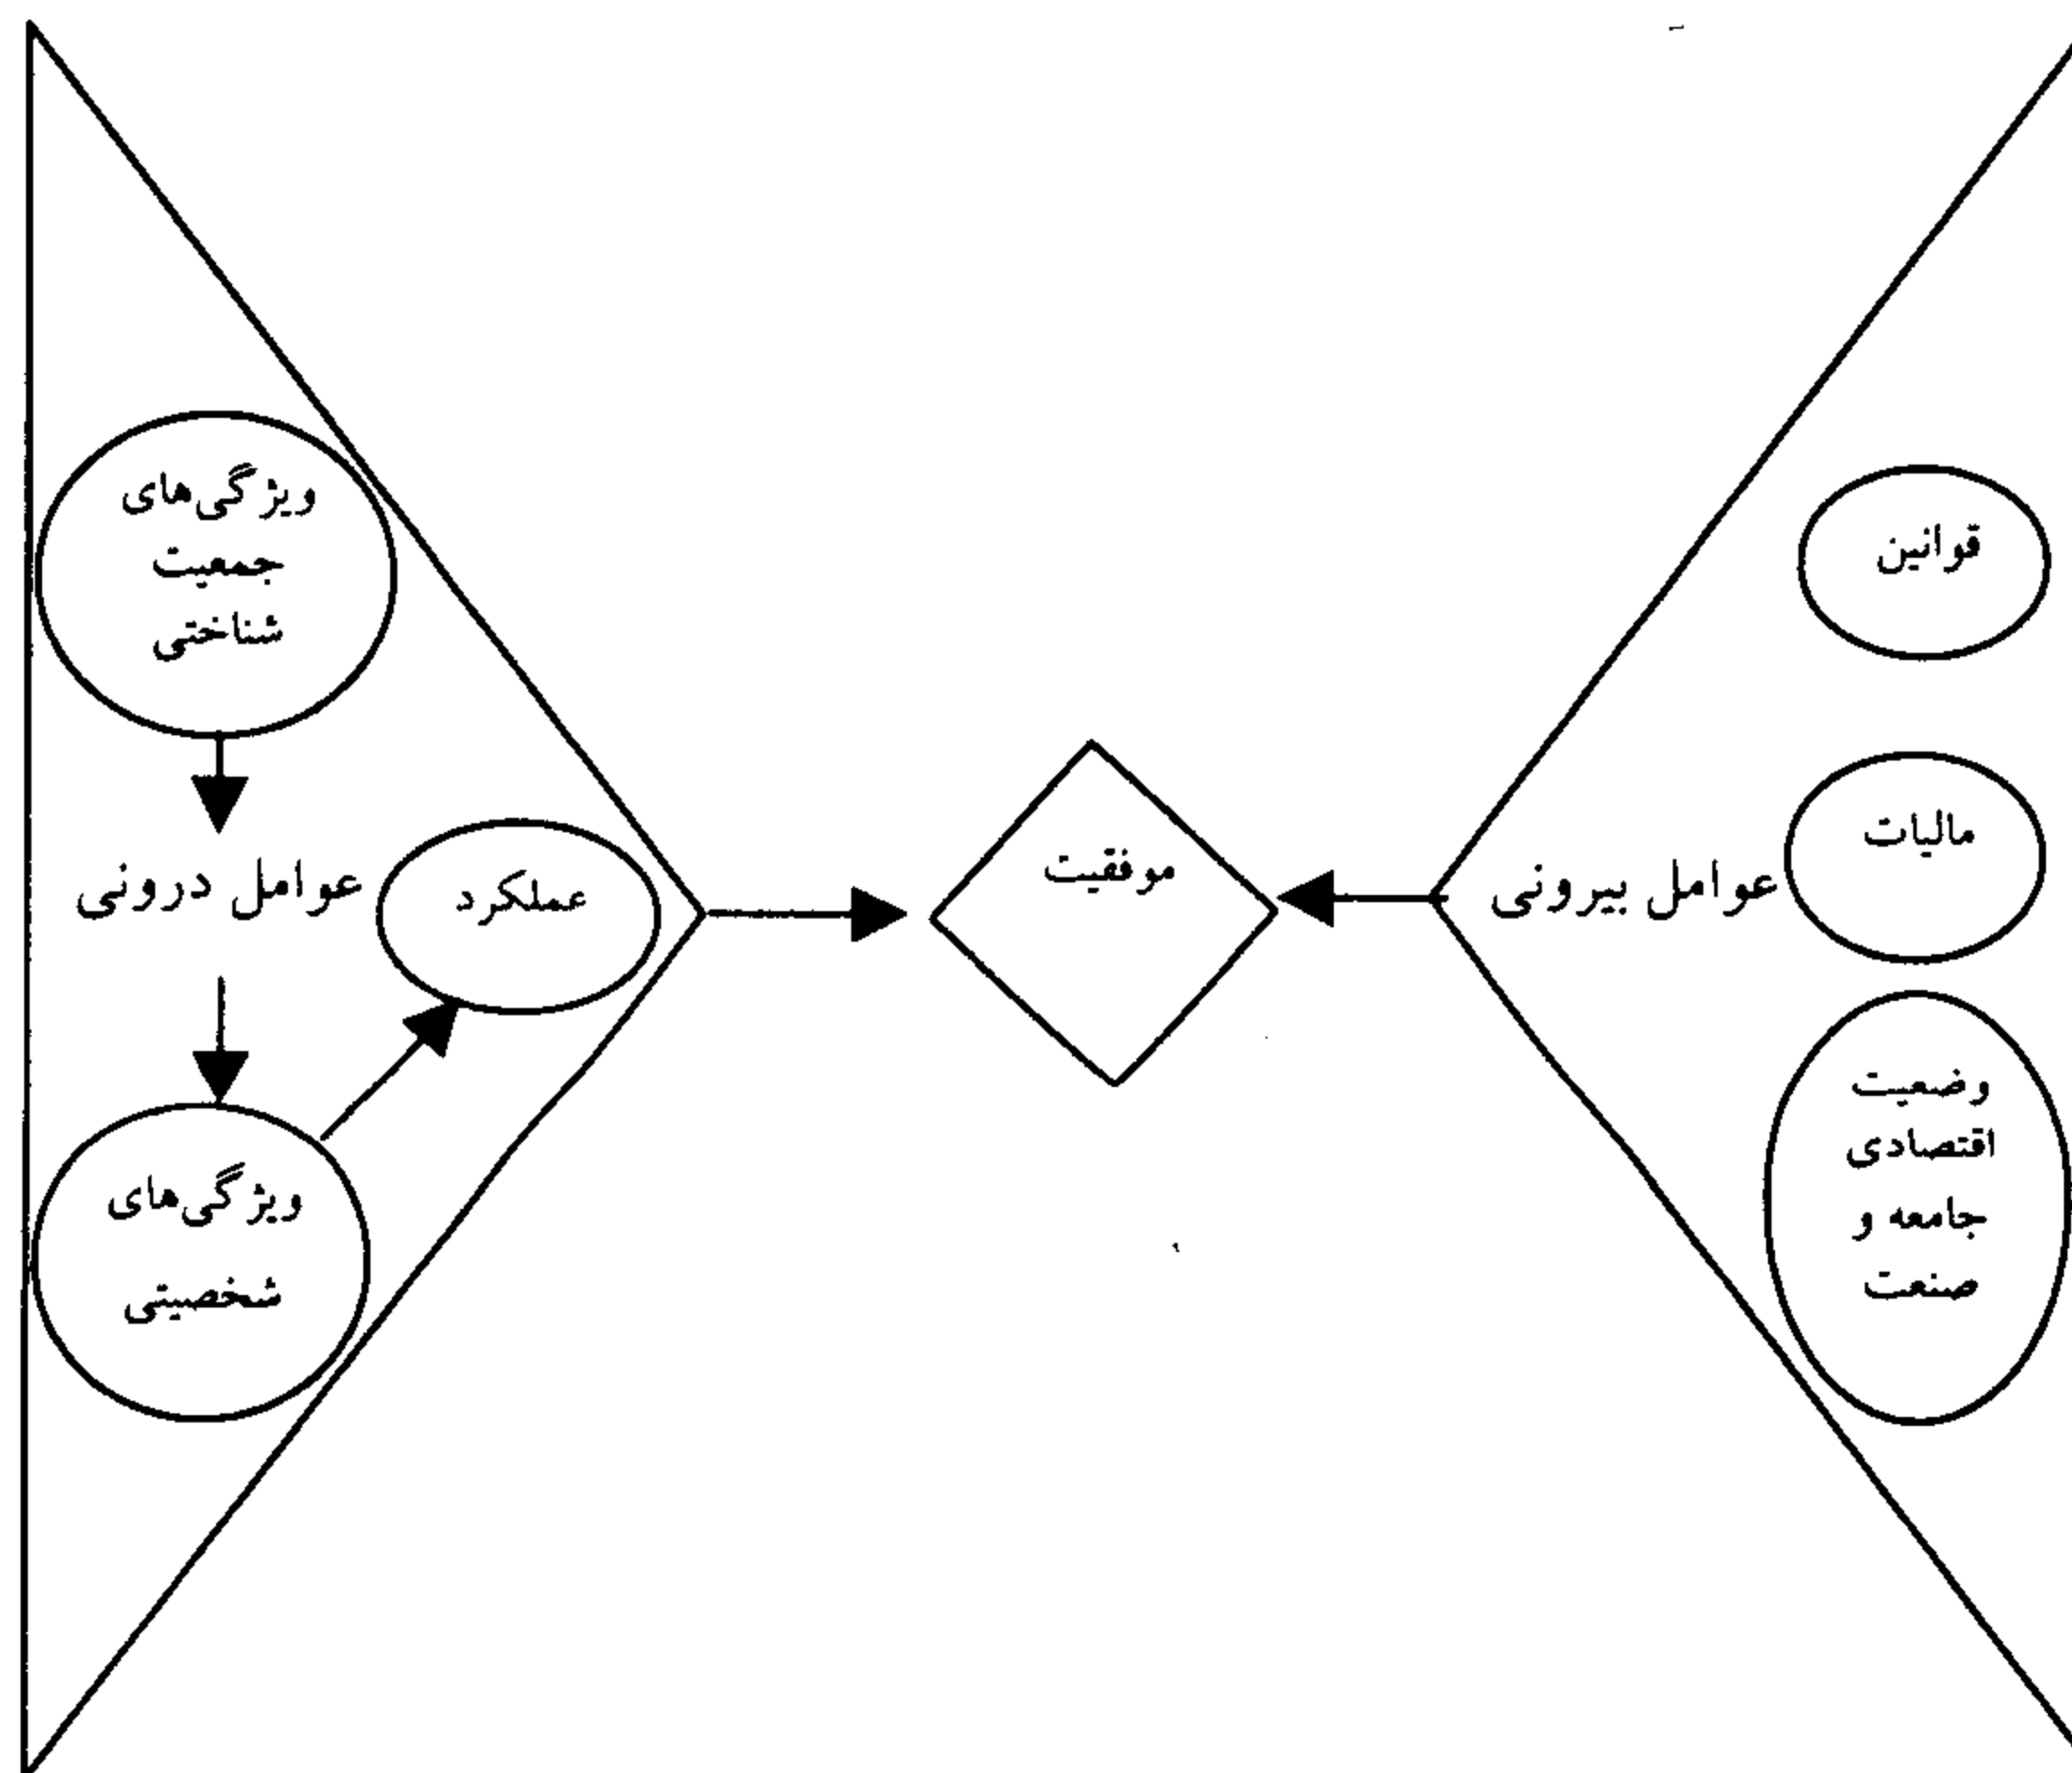 قوانین
مالیات
عوامل بیرونی
وضعیت
اقتصادی
جامعه و
صنعت
موفقیت
ویژگی‌های
جمعیت
شناختی
عملکرد
عوامل درونی
ویژگی‌های
شخصیتی